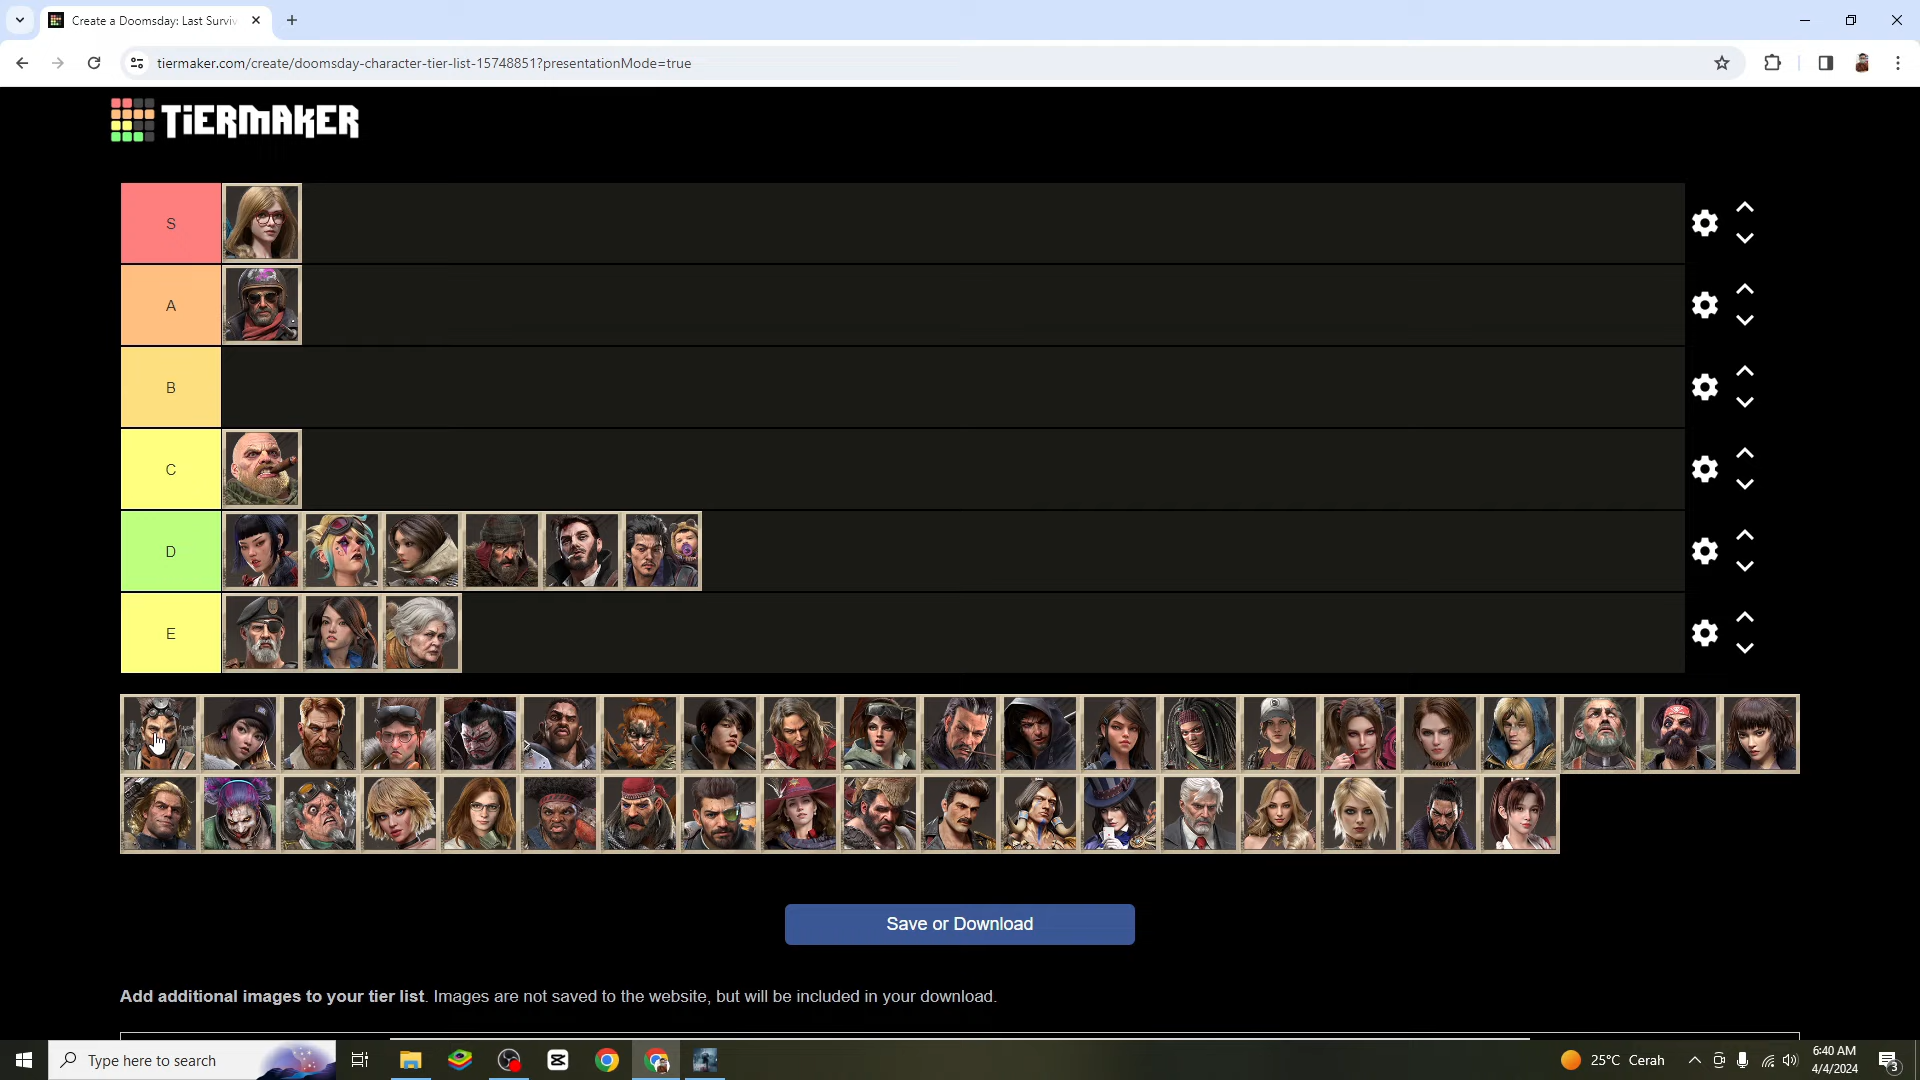 Create a Doomsday: Last Surviv
tiermaker.com/create/doomsday-character-tier-list-15748851?presentationMode=true
TiERMAKER
S
A
B
C
D
E
Save or Download
Add additional images to your tier list. Images are not saved to the website, but will be included in your download.
Type here to search
25°C Cerah
6:40 AM
4/4/2024
3